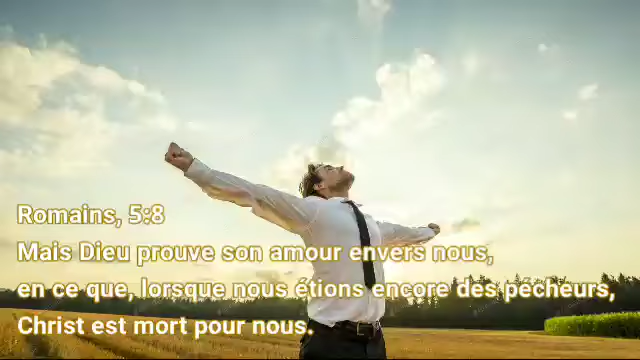 Romains, 5:8
Mais Dieu prouve son amour envers nous,
en ce que, lorsque nous étions encore des pécheurs,
Christ est mort pour nous.